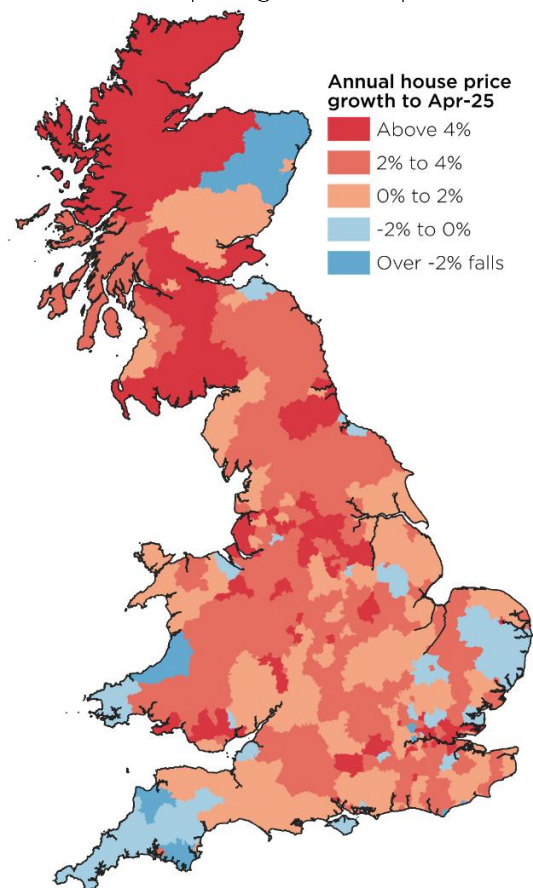 Annual house price
growth to Apr-25
Above 4%
2% to 4%
0% to 2%
-2% to 0%
Over -2% falls